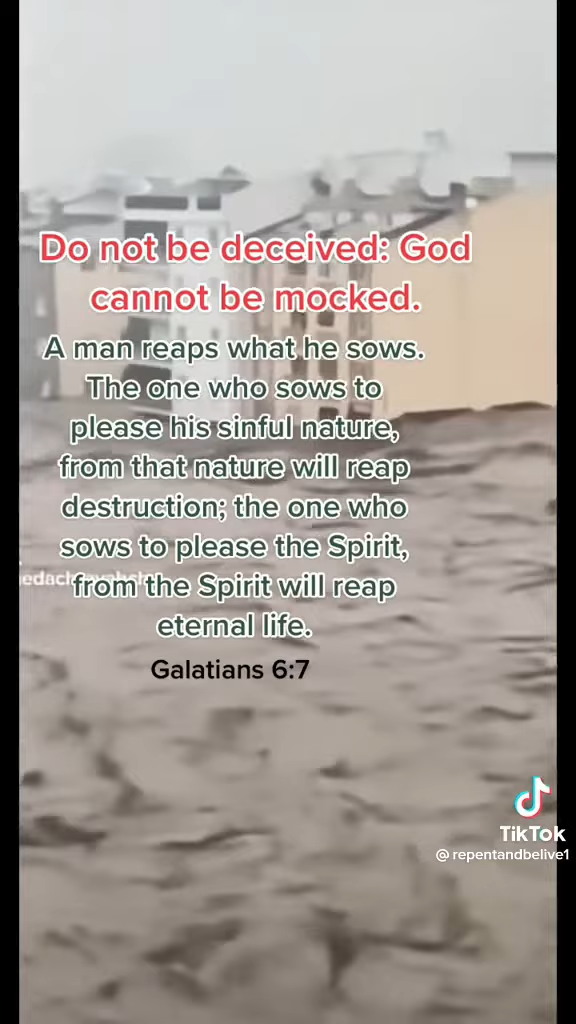 Do not be deceived: God
cannot be mocked.
A man reaps what he sows.
The one who sows to
please his sinful nature,
from that nature will reap
destruction; the one who
sows to please the Spirit,
from the Spirit will reap
eternal life.
Galatians 6:7
TikTok
@repentandbelive1